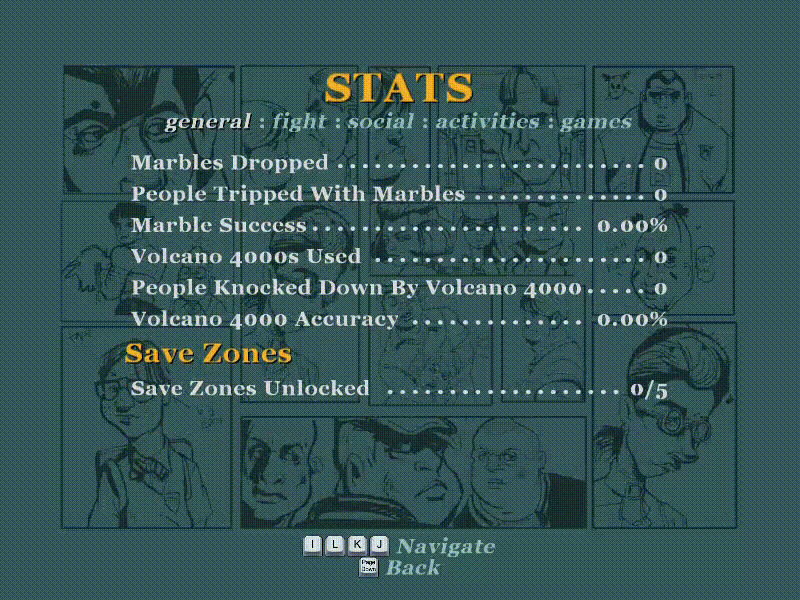 STATS
general : fight : social : activities : games
Marbles Dropped ........................ 0
People Tripped With Marbles .............. 0
Marble Success ...................... 0.00%
Volcano 4000s Used ...................... 0
People Knocked Down By Volcano 4000 ..... 0
Volcano 4000 Accuracy .............. 0.00%
Save Zones
Save Zones Unlocked ................... 0/5
I L K J Navigate
Page Down Back